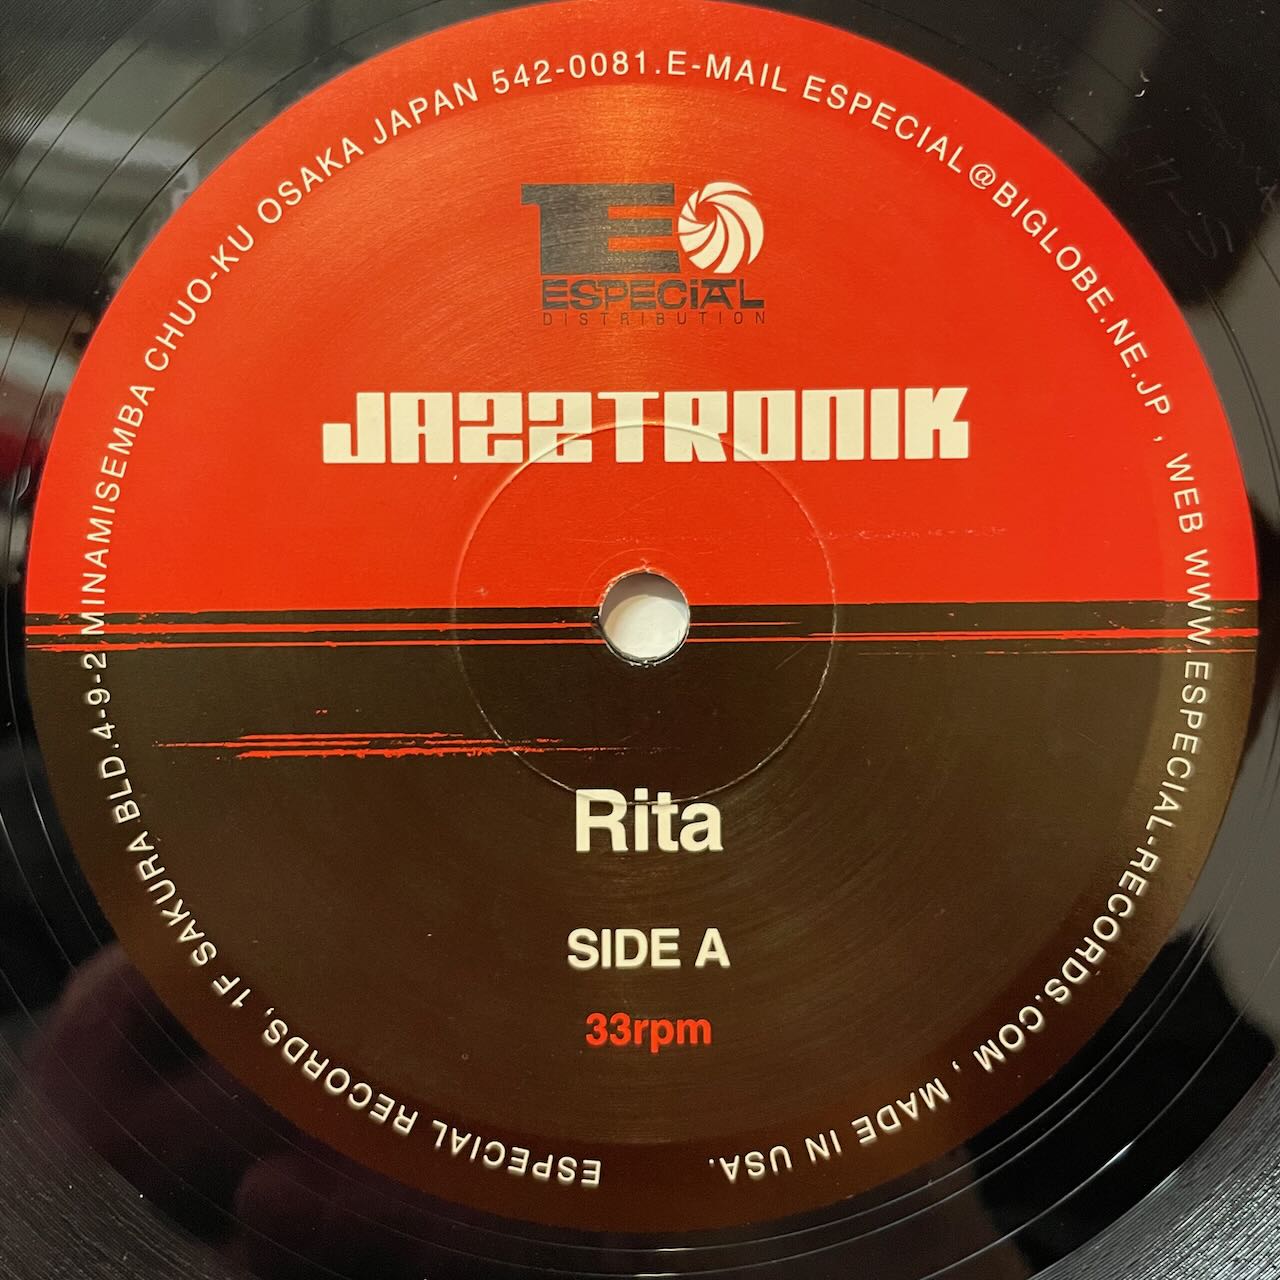 ESPECIAL
DISTRIBUTION
JAZZTRONIK
Rita
SIDE A
33rpm
ESPECIAL RECORDS, 1F SAKURA BLD.4-9-2 MINAMISEMBA CHUO-KU OSAKA JAPAN 542-0081.E-MAIL ESPECIAL@BIGLOBE.NE.JP , WEB WWW.ESPECIAL-RECORDS.COM , MADE IN USA.